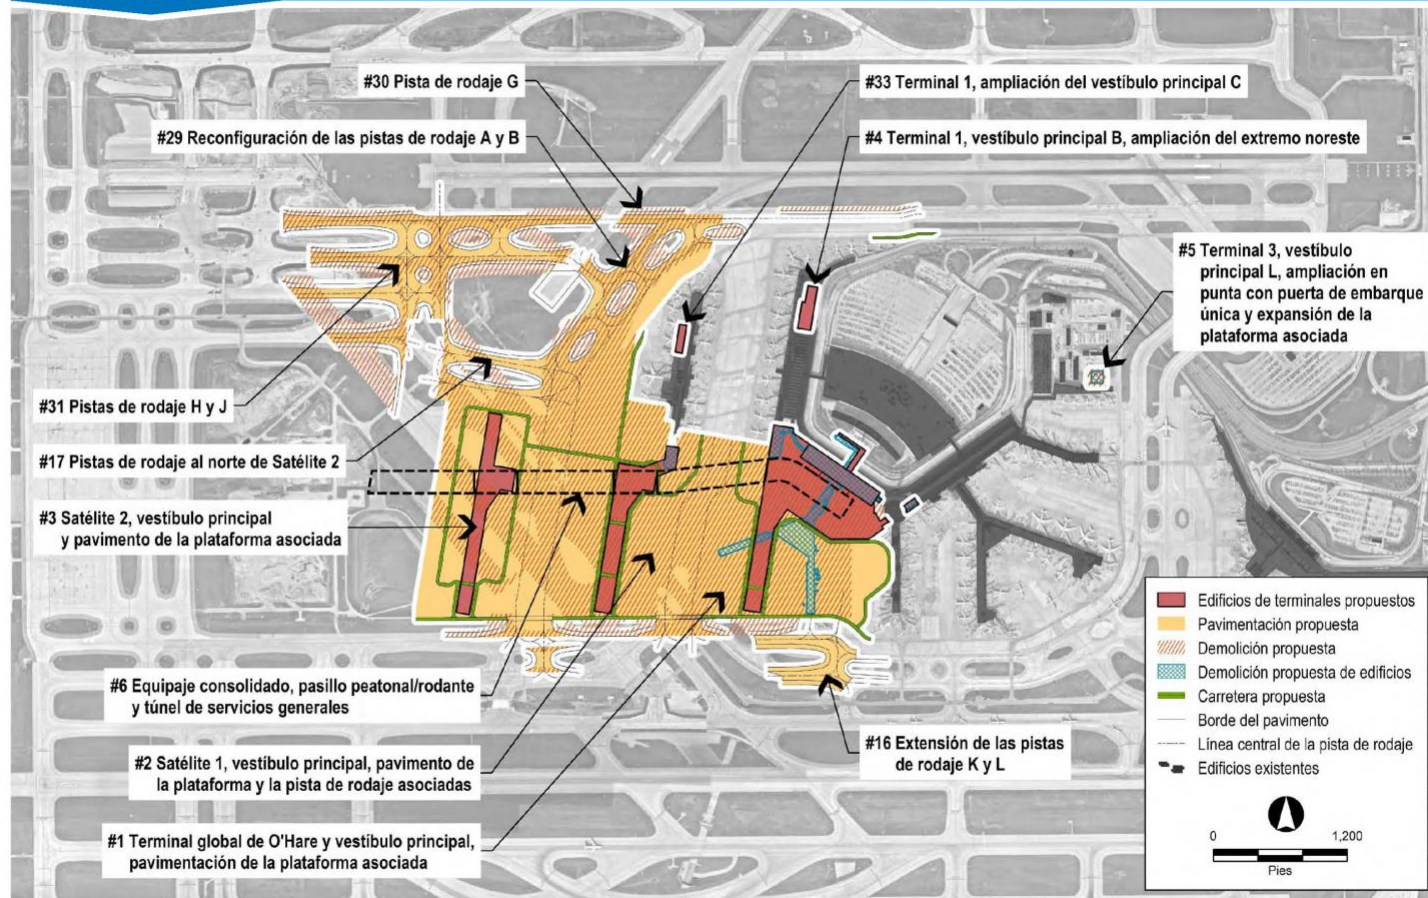 #30 Pista de rodaje G
#33 Terminal 1, ampliación del vestíbulo principal C
#29 Reconfiguración de las pistas de rodaje A y B
#4 Terminal 1, vestíbulo principal B, ampliación del extremo noreste
#5 Terminal 3, vestíbulo
principal L, ampliación en
punta con puerta de embarque
única y expansión de la
plataforma asociada
#31 Pistas de rodaje H y J
#17 Pistas de rodaje al norte de Satélite 2
#3 Satélite 2, vestíbulo principal
y pavimento de la plataforma asociada
#6 Equipaje consolidado, pasillo peatonal/rodante
y túnel de servicios generales
#2 Satélite 1, vestíbulo principal, pavimento de
la plataforma y la pista de rodaje asociadas
#1 Terminal global de O'Hare y vestíbulo principal,
pavimentación de la plataforma asociada
#16 Extensión de las pistas
de rodaje K y L
Edificios de terminales propuestos
Pavimentación propuesta
Demolición propuesta
Demolición propuesta de edificios
Carretera propuesta
Borde del pavimento
Línea central de la pista de rodaje
Edificios existentes
0 1,200
Pies